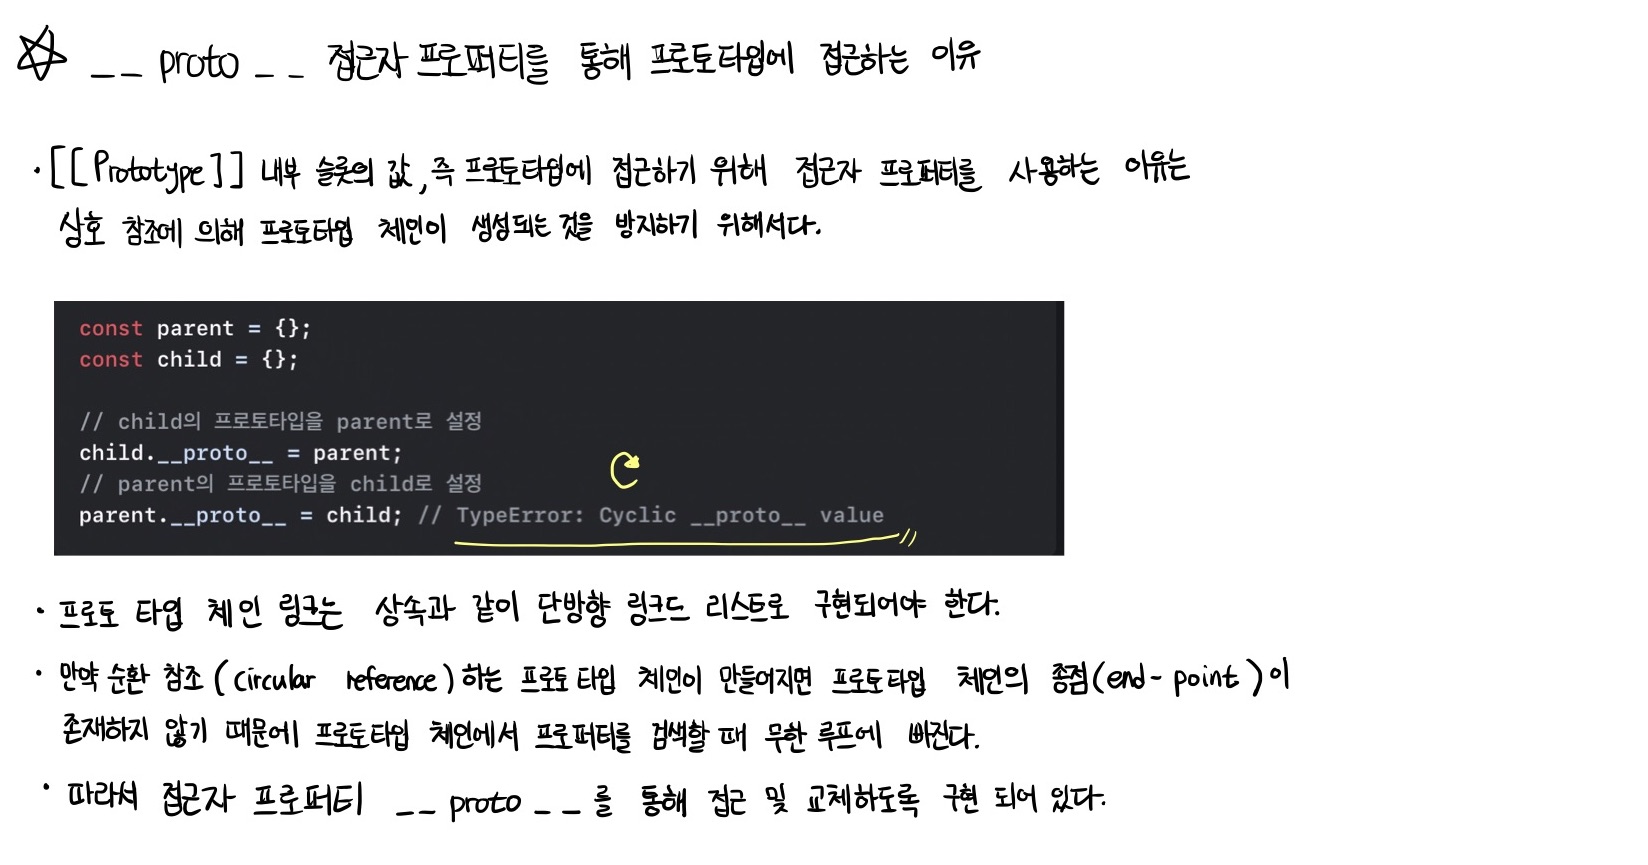 ☆ __ proto __ 접근자 프로퍼티를 통해 프로토타입에 접근하는 이유
· [[Prototype]] 내부 슬롯의 값, 즉 프로토타입에 접근하기 위해 접근자 프로퍼티를 사용하는 이유는
상호 참조에 의해 프로토타입 체인이 생성되는 것을 방지하기 위해서다.
const parent = {};
const child = {};
// child의 프로토타입을 parent로 설정
child.__proto__ = parent;
// parent의 프로토타입을 child로 설정
parent.__proto__ = child; // TypeError: Cyclic __proto__ value
· 프로토 타입 체인 링크는 상속과 같이 단방향 링크드 리스트로 구현되어야 한다.
· 만약 순환 참조 (circular reference)하는 프로토 타입 체인이 만들어지면 프로토타입 체인의 종점(end-point)이
존재하지 않기 때문에 프로토타입 체인에서 프로퍼티를 검색할 때 무한 루프에 빠진다.
· 따라서 접근자 프로퍼티 __ proto __를 통해 접근 및 교체하도록 구현 되어 있다.